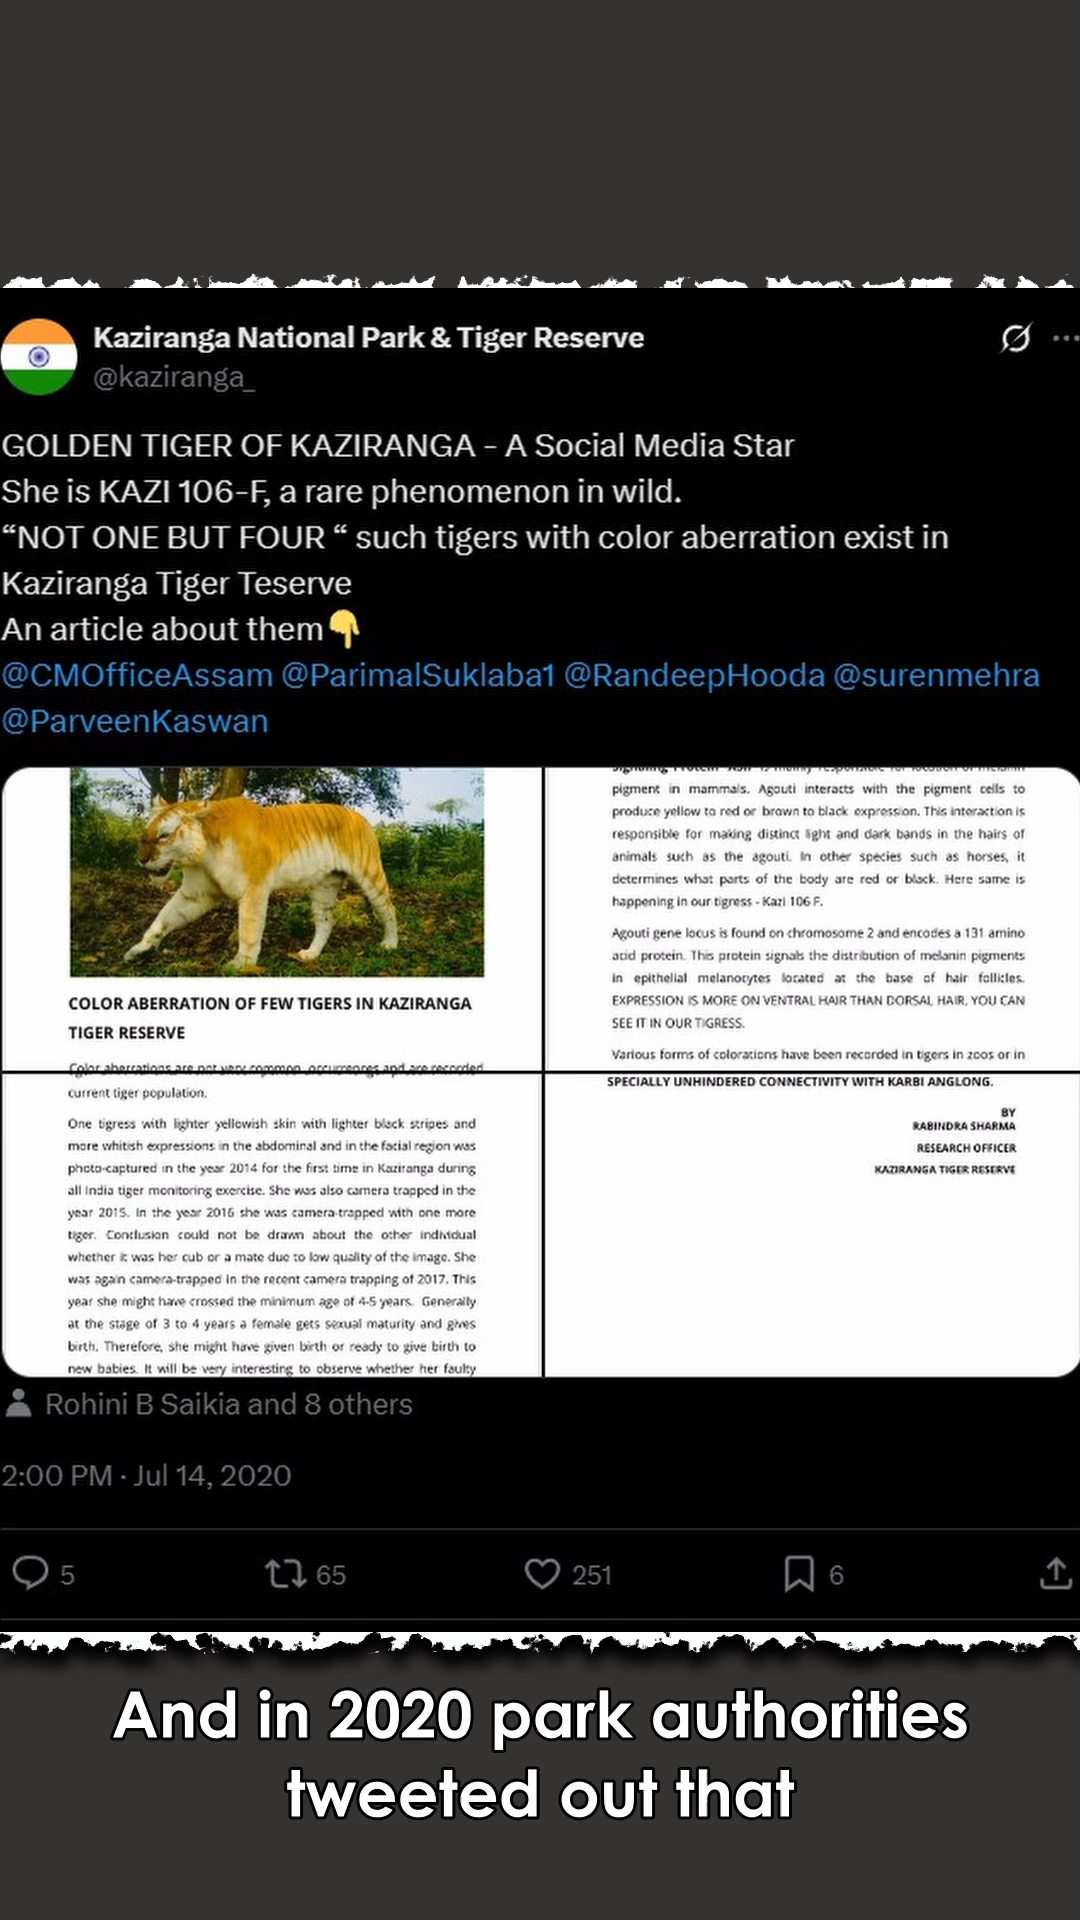 Kaziranga National Park & Tiger Reserve
@kaziranga_
GOLDEN TIGER OF KAZIRANGA - A Social Media Star
She is KAZI 106-F, a rare phenomenon in wild.
“NOT ONE BUT FOUR “ such tigers with color aberration exist in
Kaziranga Tiger Teserve
An article about them👇
@CMOfficeAssam @ParimalSuklaba1 @RandeepHooda @surenmehra
@ParveenKaswan
COLOR ABERRATION OF FEW TIGERS IN KAZIRANGA
TIGER RESERVE
Color aberrations are not very common occurrences and are recorded
current tiger population.
One tigress with lighter yellowish skin with lighter black stripes and
more whitish expressions in the abdominal and in the facial region was
photo-captured in the year 2014 for the first time in Kaziranga during
all India tiger monitoring exercise. She was also camera trapped in the
year 2015. In the year 2016 she was camera-trapped with one more
tiger. Conclusion could not be drawn about the other individual
whether it was her cub or a mate due to low quality of the image. She
was again camera-trapped in the recent camera trapping of 2017. This
year she might have crossed the minimum age of 4-5 years. Generally
at the stage of 3 to 4 years a female gets sexual maturity and gives
birth. Therefore, she might have given birth or ready to give birth to
new babies. It will be very interesting to observe whether her faulty
pigment in mammals. Agouti interacts with the pigment cells to
produce yellow to red or brown to black expression. This interaction is
responsible for making distinct light and dark bands in the hairs of
animals such as the agouti. In other species such as horses, it
determines what parts of the body are red or black. Here same is
happening in our tigress - Kazi 106 F.
Agouti gene locus is found on chromosome 2 and encodes a 131 amino
acid protein. This protein signals the distribution of melanin pigments
in epithelial melanocytes located at the base of hair follicles.
EXPRESSION IS MORE ON VENTRAL HAIR THAN DORSAL HAIR, YOU CAN
SEE IT IN OUR TIGRESS.
Various forms of colorations have been recorded in tigers in zoos or in
SPECIALLY UNHINDERED CONNECTIVITY WITH KARBI ANGLONG.
BY
RABINDRA SHARMA
RESEARCH OFFICER
KAZIRANGA TIGER RESERVE
Rohini B Saikia and 8 others
2:00 PM · Jul 14, 2020
5
65
251
6
And in 2020 park authorities
tweeted out that